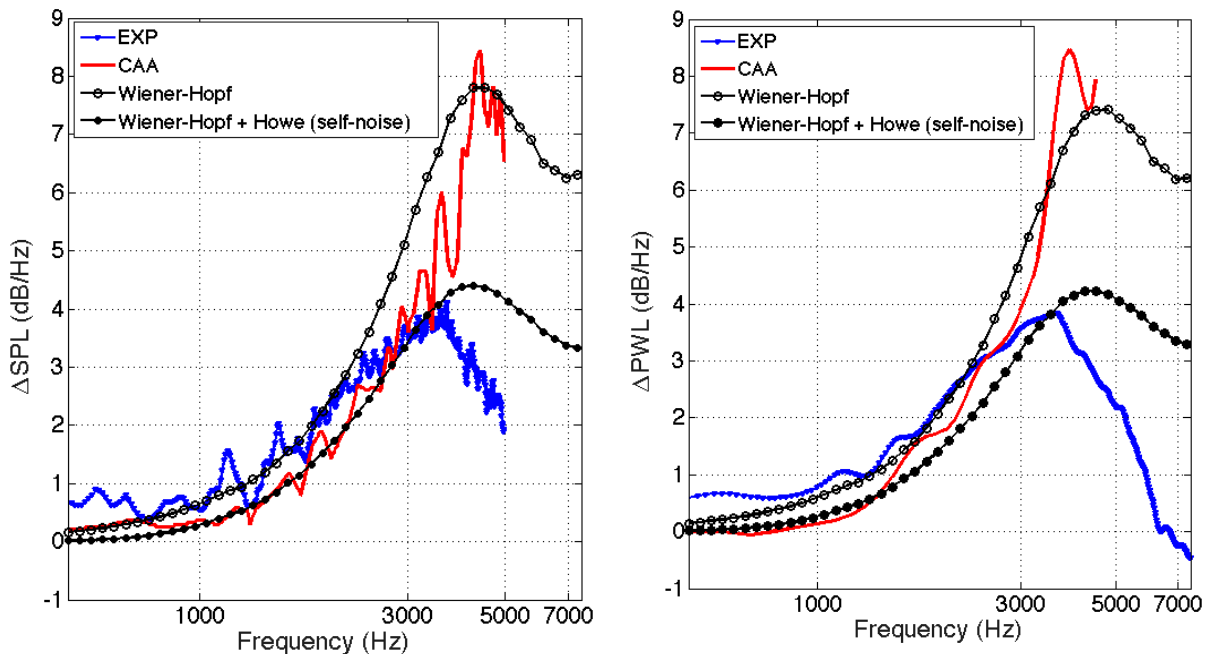 EXP
CAA
Wiener-Hopf
Wiener-Hopf + Howe (self-noise)
9
8
7
6
5
4
3
2
1
0
-1
ΔSPL (dB/Hz)
1000
3000
5000
7000
Frequency (Hz)
EXP
CAA
Wiener-Hopf
Wiener-Hopf + Howe (self-noise)
9
8
7
6
5
4
3
2
1
0
-1
ΔPWL (dB/Hz)
1000
3000
5000
7000
Frequency (Hz)